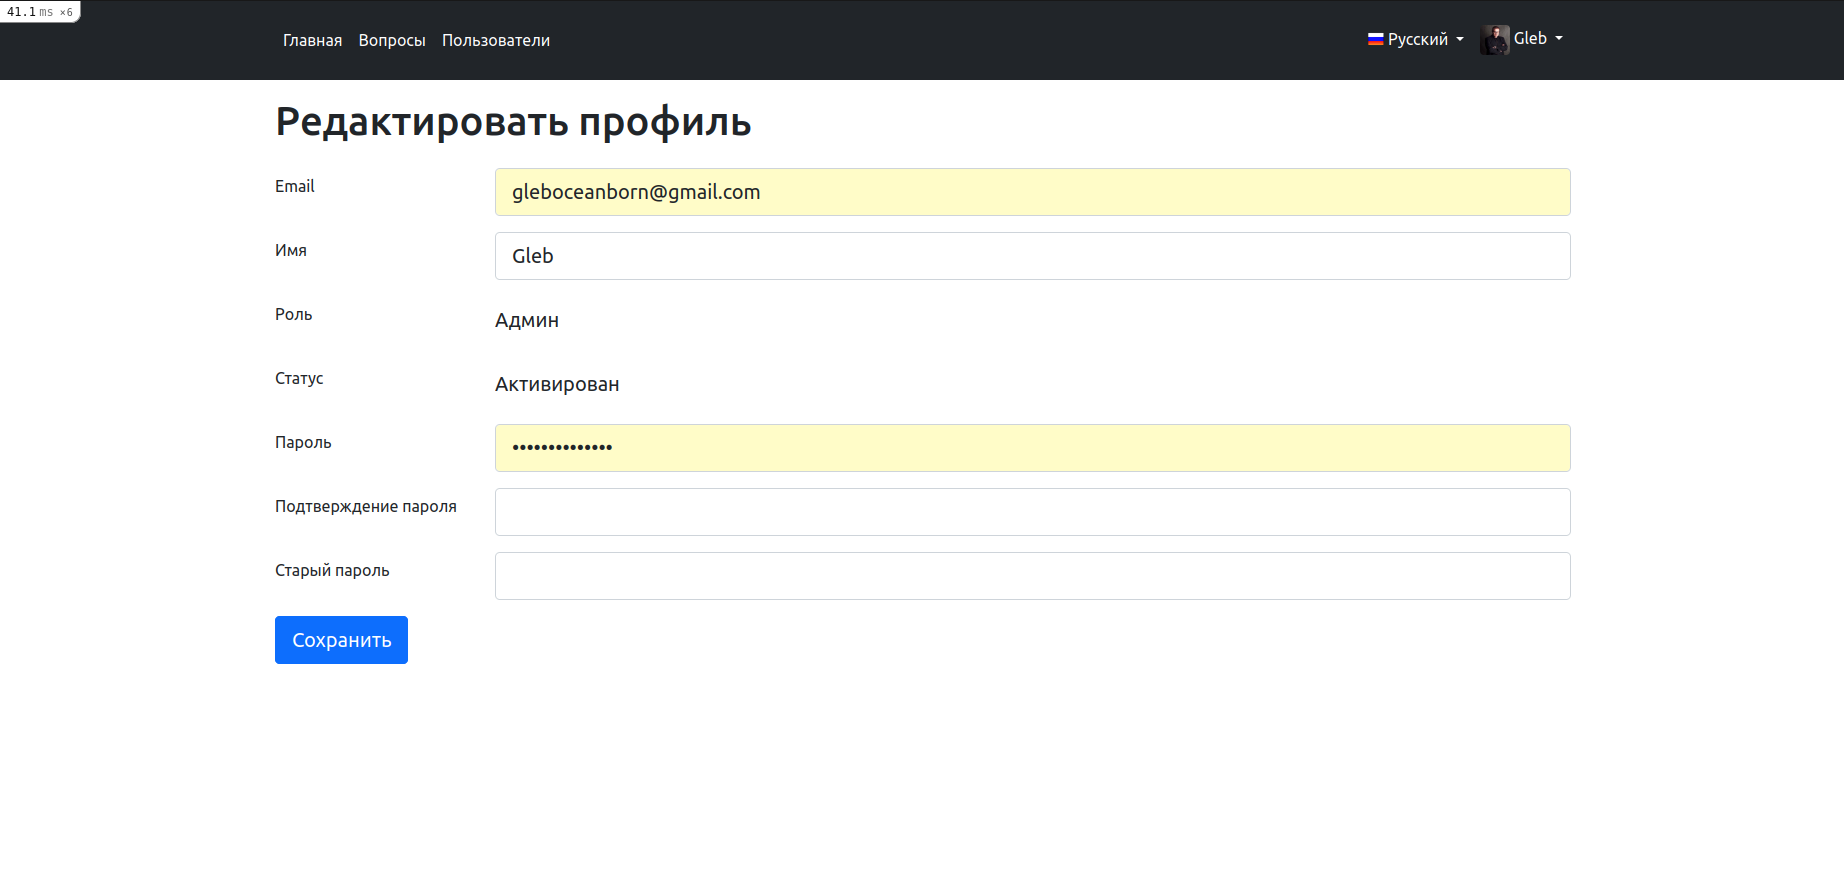 41.1 ms ×6
Главная Вопросы Пользователи Русский Gleb
Редактировать профиль
Email gleboceanborn@gmail.com
Имя Gleb
Роль Админ
Статус Активирован
Пароль ••••••••••••••
Подтверждение пароля
Старый пароль
Сохранить